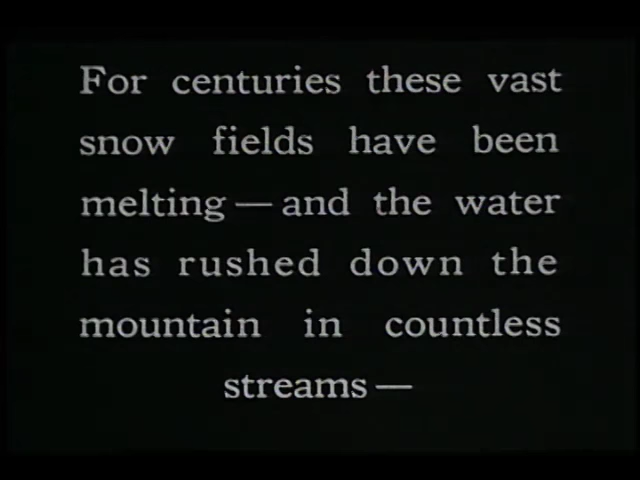 For centuries these vast
snow fields have been
melting — and the water
has rushed down the
mountain in countless
streams —